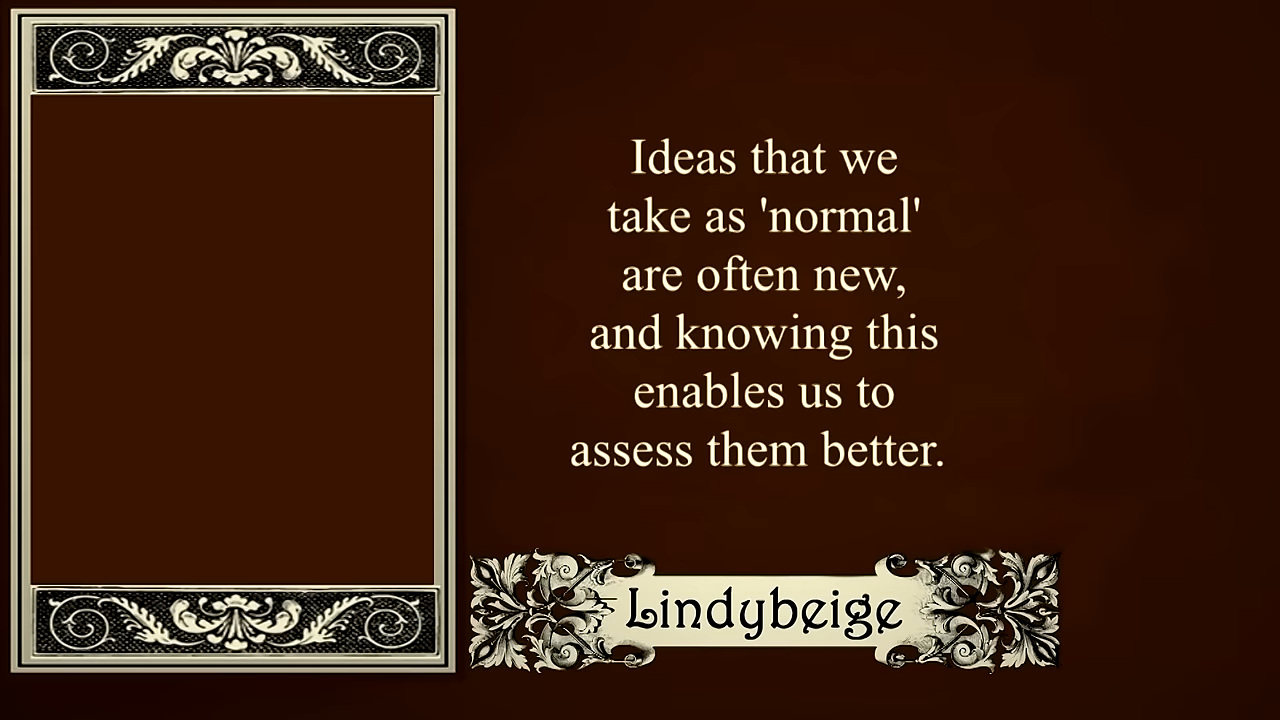 Ideas that we
take as 'normal'
are often new,
and knowing this
enables us to
assess them better.
Lindybeige